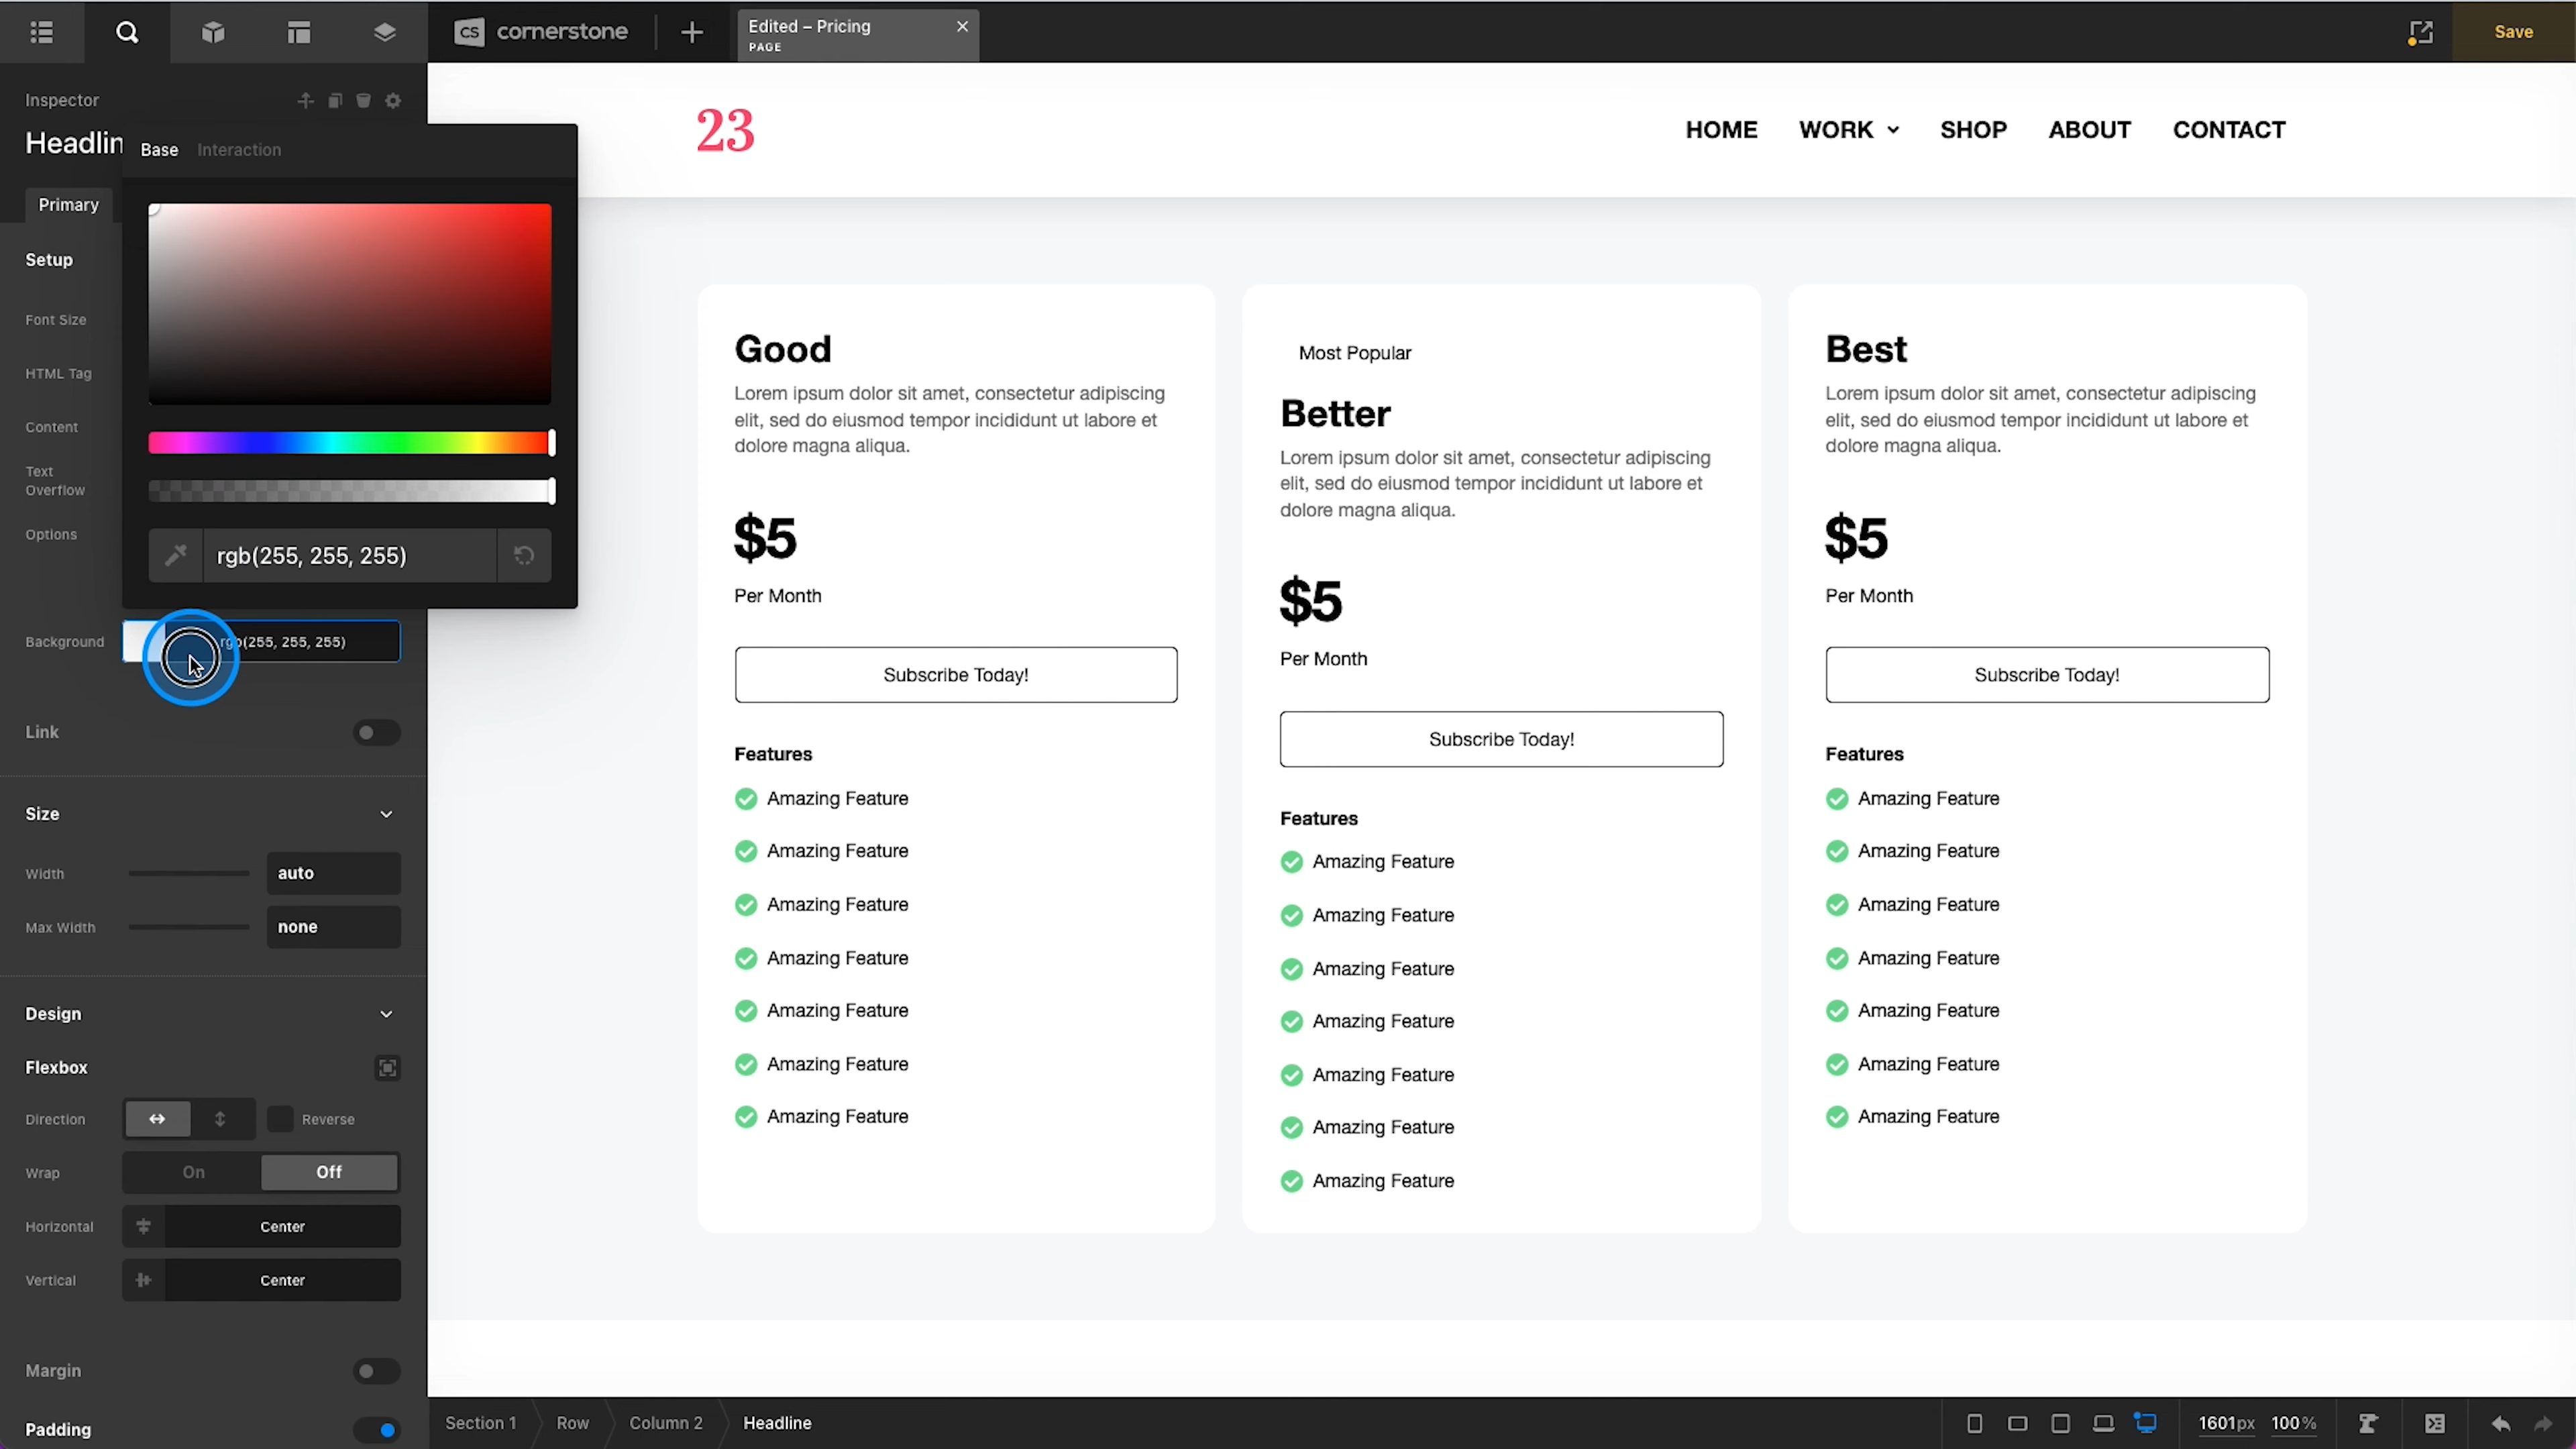 CS cornerstone
Edited – Pricing
PAGE
Save
Inspector
Headlin
Base
Interaction
Primary
Setup
Font Size
HTML Tag
Content
Text
Overflow
Options
rgb(255, 255, 255)
Background
rgb(255, 255, 255)
Link
Size
Width
auto
Max Width
none
Design
Flexbox
Direction
Reverse
Wrap
On
Off
Horizontal
Center
Vertical
Center
Margin
Padding
23
HOME
WORK
SHOP
ABOUT
CONTACT
Good
Lorem ipsum dolor sit amet, consectetur adipiscing
elit, sed do eiusmod tempor incididunt ut labore et
dolore magna aliqua.
$5
Per Month
Subscribe Today!
Features
Amazing Feature
Amazing Feature
Amazing Feature
Amazing Feature
Amazing Feature
Amazing Feature
Amazing Feature
Most Popular
Better
Lorem ipsum dolor sit amet, consectetur adipiscing
elit, sed do eiusmod tempor incididunt ut labore et
dolore magna aliqua.
$5
Per Month
Subscribe Today!
Features
Amazing Feature
Amazing Feature
Amazing Feature
Amazing Feature
Amazing Feature
Amazing Feature
Amazing Feature
Best
Lorem ipsum dolor sit amet, consectetur adipiscing
elit, sed do eiusmod tempor incididunt ut labore et
dolore magna aliqua.
$5
Per Month
Subscribe Today!
Features
Amazing Feature
Amazing Feature
Amazing Feature
Amazing Feature
Amazing Feature
Amazing Feature
Amazing Feature
Section 1
Row
Column 2
Headline
1601px
100%